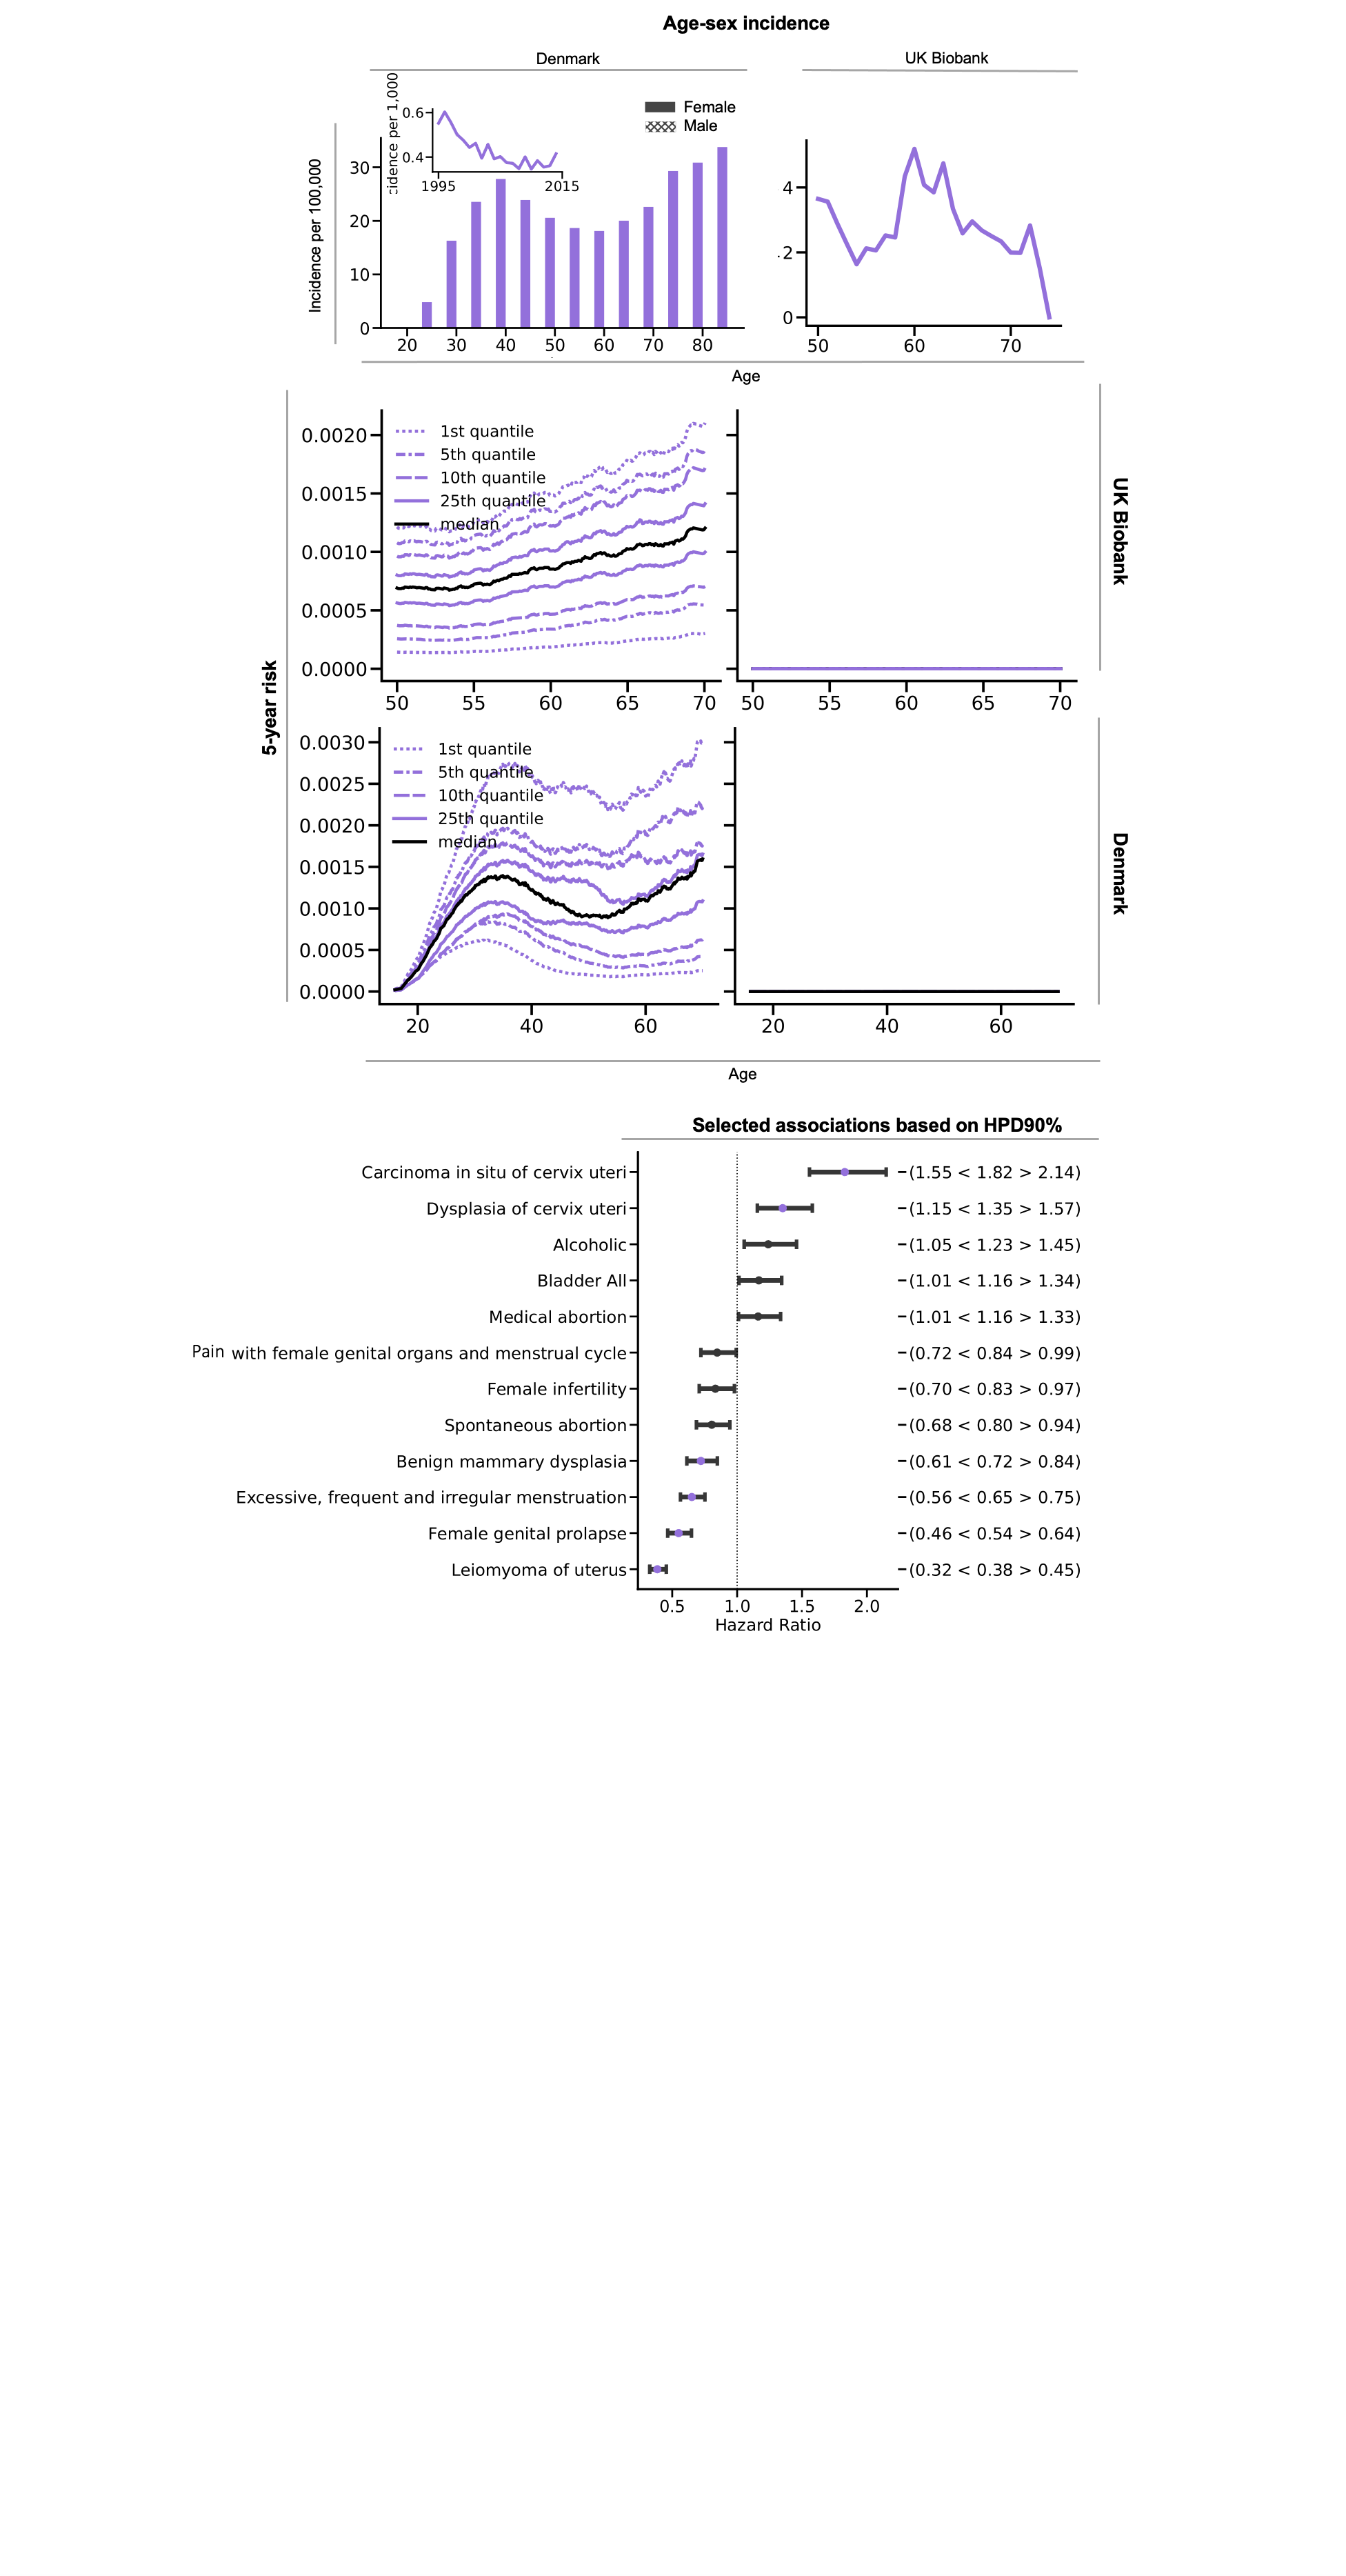 Age-sex incidence
Denmark
UK Biobank
Incidence per 100,000
cidence per 1,000
0.6
0.4
1995 2015
Female
Male
30
20
10
0
20 30 40 50 60 70 80
4
2
0
50 60 70
Age
5-year risk
UK Biobank
0.0020
0.0015
0.0010
0.0005
0.0000
1st quantile
5th quantile
10th quantile
25th quantile
median
50 55 60 65 70
50 55 60 65 70
Denmark
0.0030
0.0025
0.0020
0.0015
0.0010
0.0005
0.0000
1st quantile
5th quantile
10th quantile
25th quantile
median
20 40 60
20 40 60
Age
Selected associations based on HPD90%
Carcinoma in situ of cervix uteri (1.55 < 1.82 > 2.14)
Dysplasia of cervix uteri (1.15 < 1.35 > 1.57)
Alcoholic (1.05 < 1.23 > 1.45)
Bladder All (1.01 < 1.16 > 1.34)
Medical abortion (1.01 < 1.16 > 1.33)
Pain with female genital organs and menstrual cycle (0.72 < 0.84 > 0.99)
Female infertility (0.70 < 0.83 > 0.97)
Spontaneous abortion (0.68 < 0.80 > 0.94)
Benign mammary dysplasia (0.61 < 0.72 > 0.84)
Excessive, frequent and irregular menstruation (0.56 < 0.65 > 0.75)
Female genital prolapse (0.46 < 0.54 > 0.64)
Leiomyoma of uterus (0.32 < 0.38 > 0.45)
0.5 1.0 1.5 2.0
Hazard Ratio